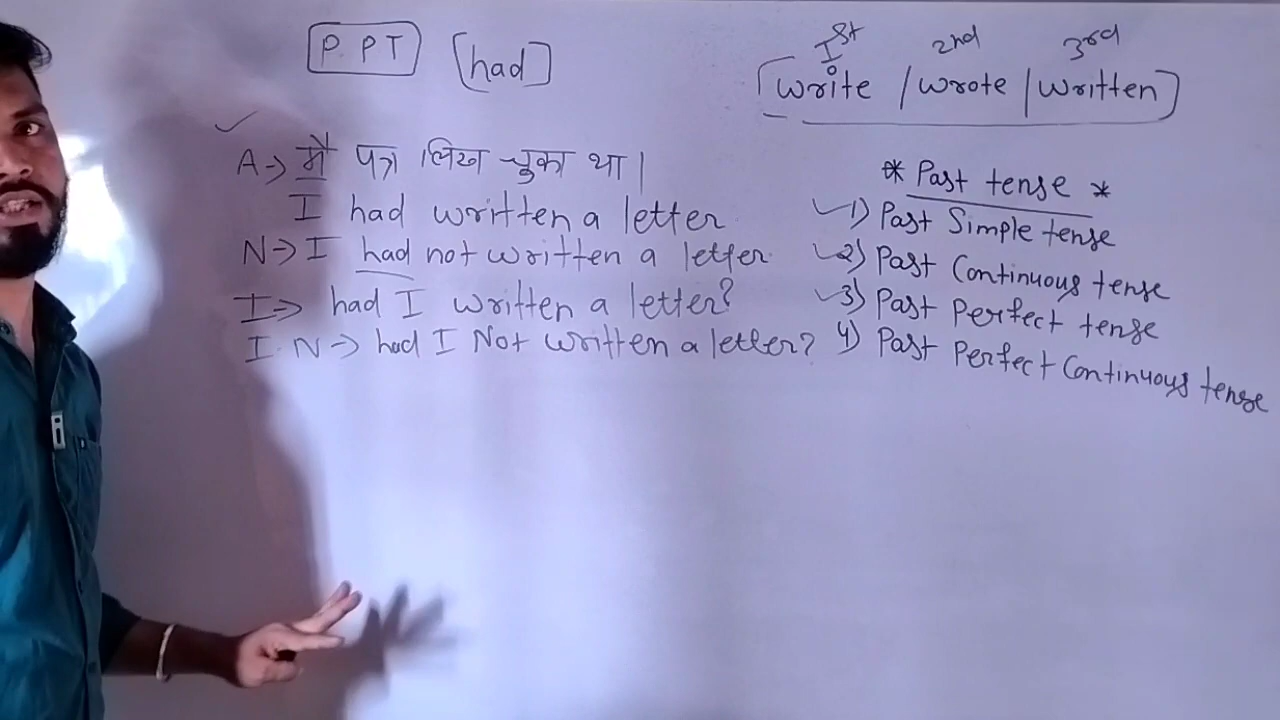 P. PT [had]
Ist 2nd 3rd
[write / wrote / written]
A-> मै पत्र लिख चुका था।
I had written a letter.
N-> I had not written a letter.
I-> had I written a letter?
I. N-> had I Not written a letter?
* Past tense *
1) Past Simple tense
2) Past Continuous tense
3) Past Perfect tense
4) Past Perfect Continuous tense